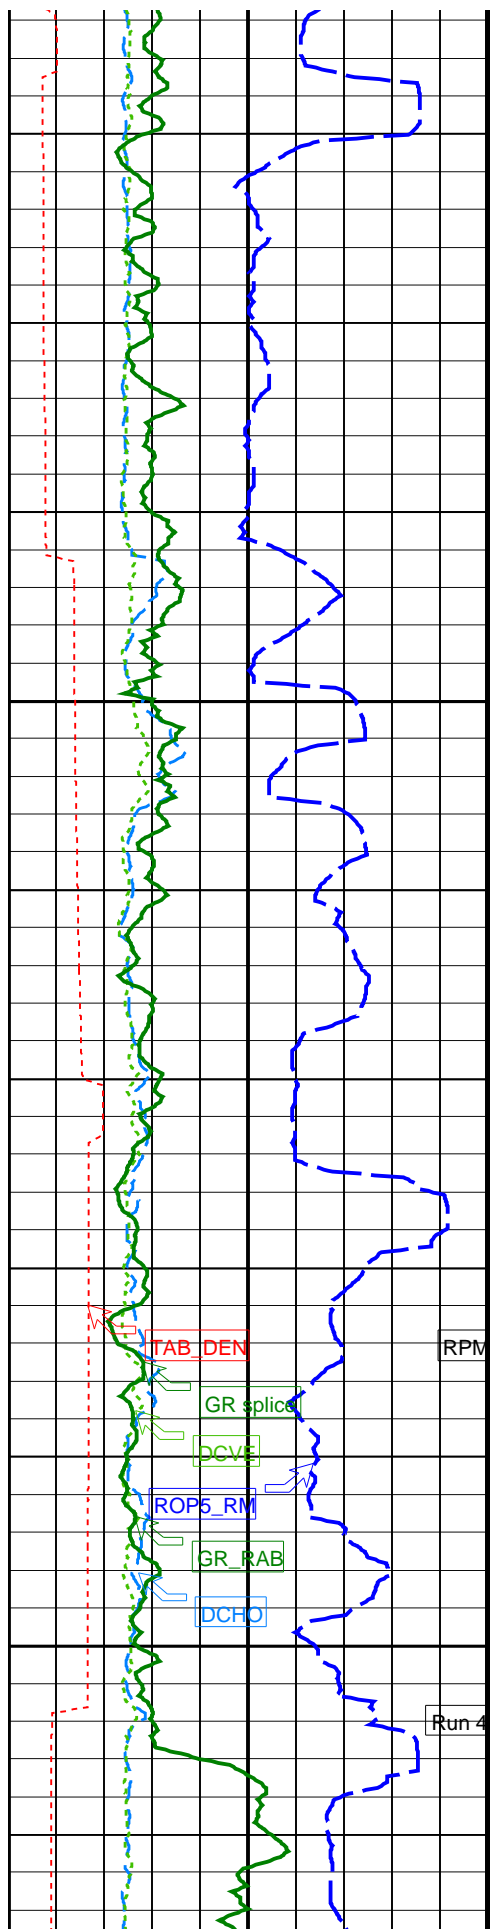 TAB_DEN
RPM
GR splice
DCVE
ROP5_RM
GR_RAB
DCHO
Run 4